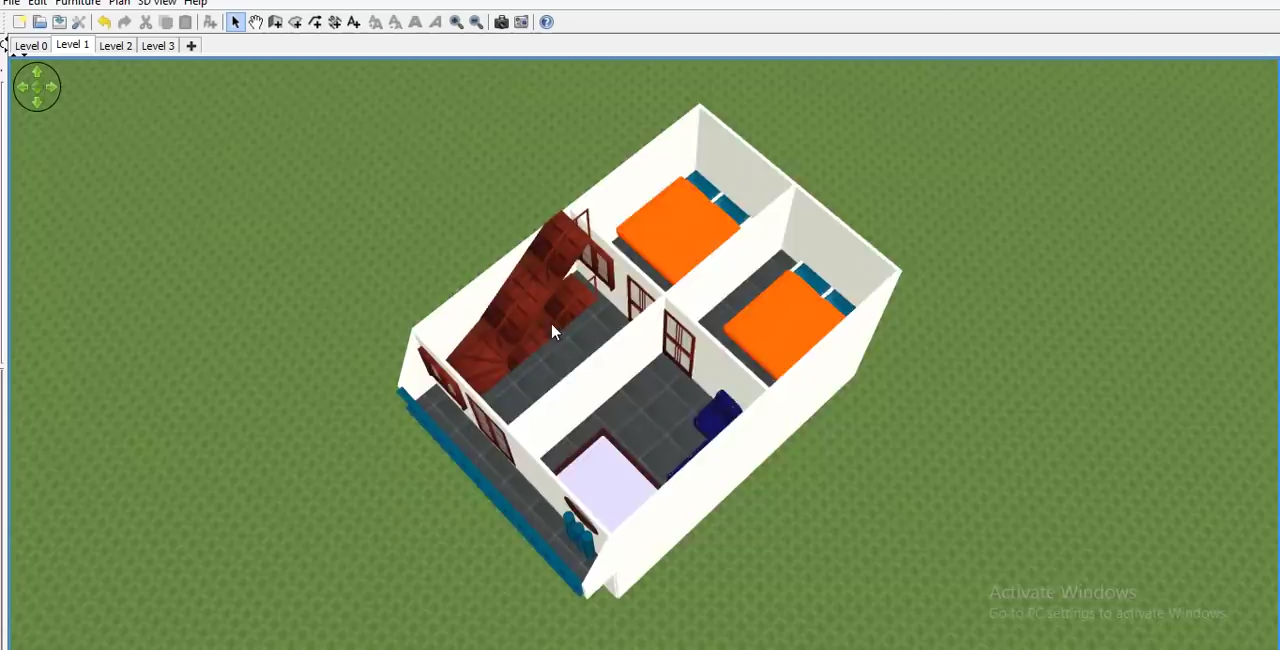 File Edit Furniture Plan 3D view Help
Level 0 Level 1 Level 2 Level 3
Activate Windows
Go to PC settings to activate Windows.